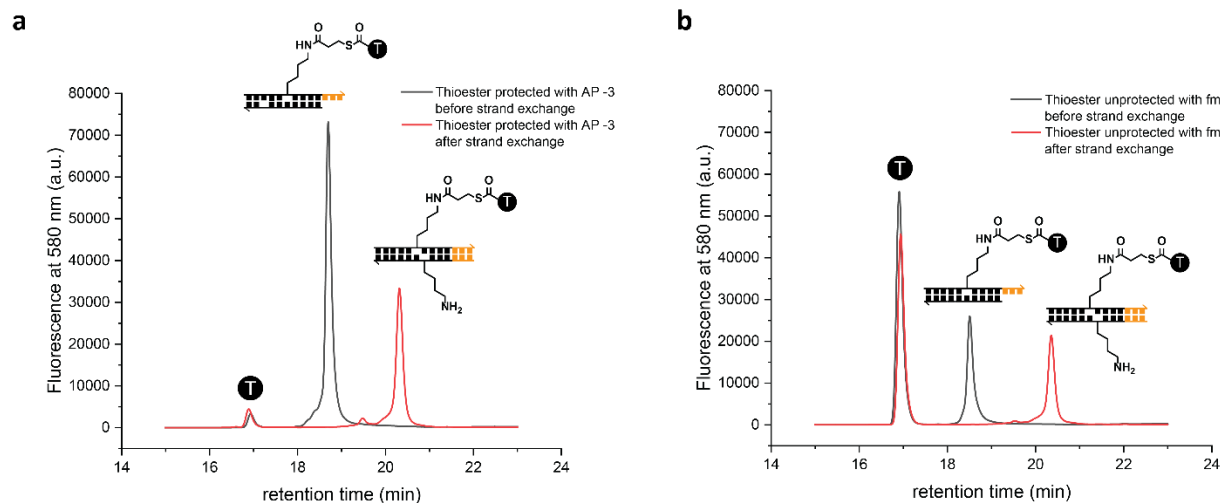 a
HN
O
S
O
T
Thioester protected with AP -3
before strand exchange
Thioester protected with AP -3
after strand exchange
HN
O
S
O
T
NH2
T
80000
70000
60000
50000
40000
30000
20000
10000
0
Fluorescence at 580 nm (a.u.)
14 16 18 20 22 24
retention time (min)
b
Thioester unprotected with fm
before strand exchange
Thioester unprotected with fm
after strand exchange
T
HN
O
S
O
T
HN
O
S
O
T
NH2
80000
70000
60000
50000
40000
30000
20000
10000
0
Fluorescence at 580 nm (a.u.)
14 16 18 20 22 24
retention time (min)